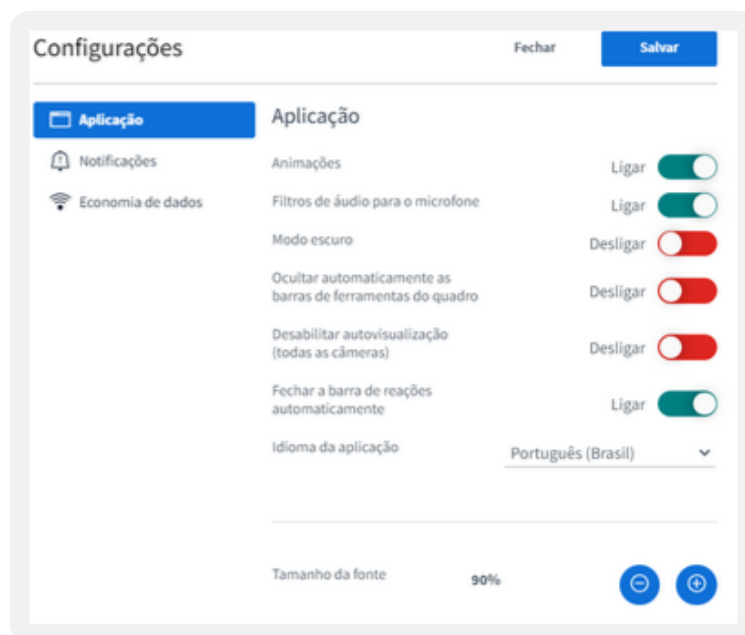 Configurações
Fechar
Salvar
Aplicação
Notificações
Economia de dados
Aplicação
Animações
Ligar
Filtros de áudio para o microfone
Ligar
Modo escuro
Desligar
Ocultar automaticamente as
barras de ferramentas do quadro
Desligar
Desabilitar autovisualização
(todas as câmeras)
Desligar
Fechar a barra de reações
automaticamente
Ligar
Idioma da aplicação
Português (Brasil)
Tamanho da fonte
90%